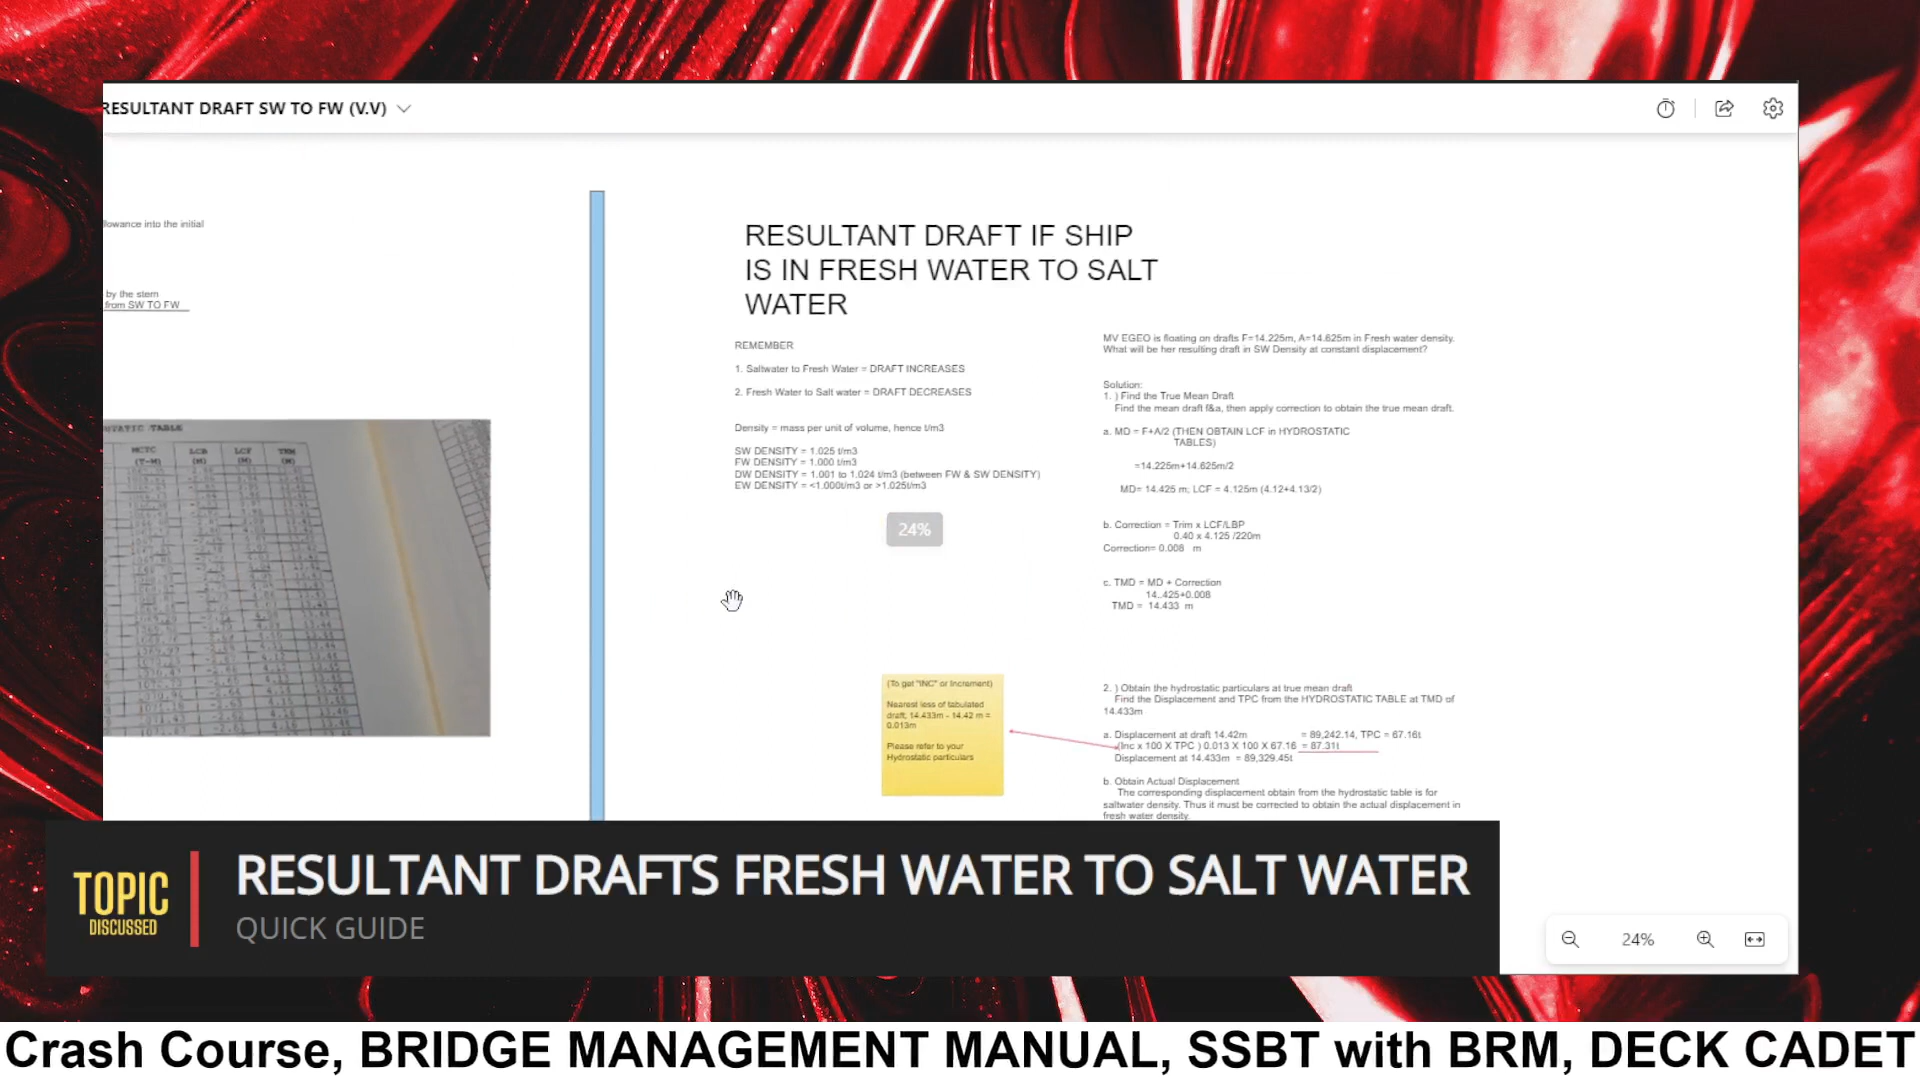 RESULTANT DRAFT SW TO FW (V.V)
llowance into the initial
by the stern
from SW TO FW
TABLE
MCTC
(T-M)
LCB
(M)
LCF
(M)
TKM
(M)
RESULTANT DRAFT IF SHIP
IS IN FRESH WATER TO SALT
WATER
REMEMBER
1. Saltwater to Fresh Water = DRAFT INCREASES
2. Fresh Water to Salt water = DRAFT DECREASES
Density = mass per unit of volume, hence t/m3
SW DENSITY = 1.025 t/m3
FW DENSITY = 1.000 t/m3
DW DENSITY = 1.001 to 1.024 t/m3 (between FW & SW DENSITY)
EW DENSITY = <1.000t/m3 or >1.025t/m3
24%
(To get "INC" or Increment)
Nearest less of tabulated
draft; 14.433m - 14.42 m =
0.013m
Please refer to your
Hydrostatic particulars
MV EGEO is floating on drafts F=14.225m, A=14.625m in Fresh water density.
What will be her resulting draft in SW Density at constant displacement?
Solution:
1. ) Find the True Mean Draft
Find the mean draft f&a, then apply correction to obtain the true mean draft.
a. MD = F+A/2 (THEN OBTAIN LCF in HYDROSTATIC
TABLES)
=14.225m+14.625m/2
MD= 14.425 m; LCF = 4.125m (4.12+4.13/2)
b. Correction = Trim x LCF/LBP
0.40 x 4.125 /220m
Correction= 0.008 m
c. TMD = MD + Correction
14..425+0.008
TMD = 14.433 m
2. ) Obtain the hydrostatic particulars at true mean draft
Find the Displacement and TPC from the HYDROSTATIC TABLE at TMD of
14.433m
a. Displacement at draft 14.42m = 89,242.14, TPC = 67.16t
(Inc x 100 X TPC ) 0.013 X 100 X 67.16 = 87.31t
Displacement at 14.433m = 89,329.45t
b. Obtain Actual Displacement
The corresponding displacement obtain from the hydrostatic table is for
saltwater density. Thus it must be corrected to obtain the actual displacement in
fresh water density.
TOPIC
DISCUSSED
RESULTANT DRAFTS FRESH WATER TO SALT WATER
QUICK GUIDE
24%
Crash Course, BRIDGE MANAGEMENT MANUAL, SSBT with BRM, DECK CADET